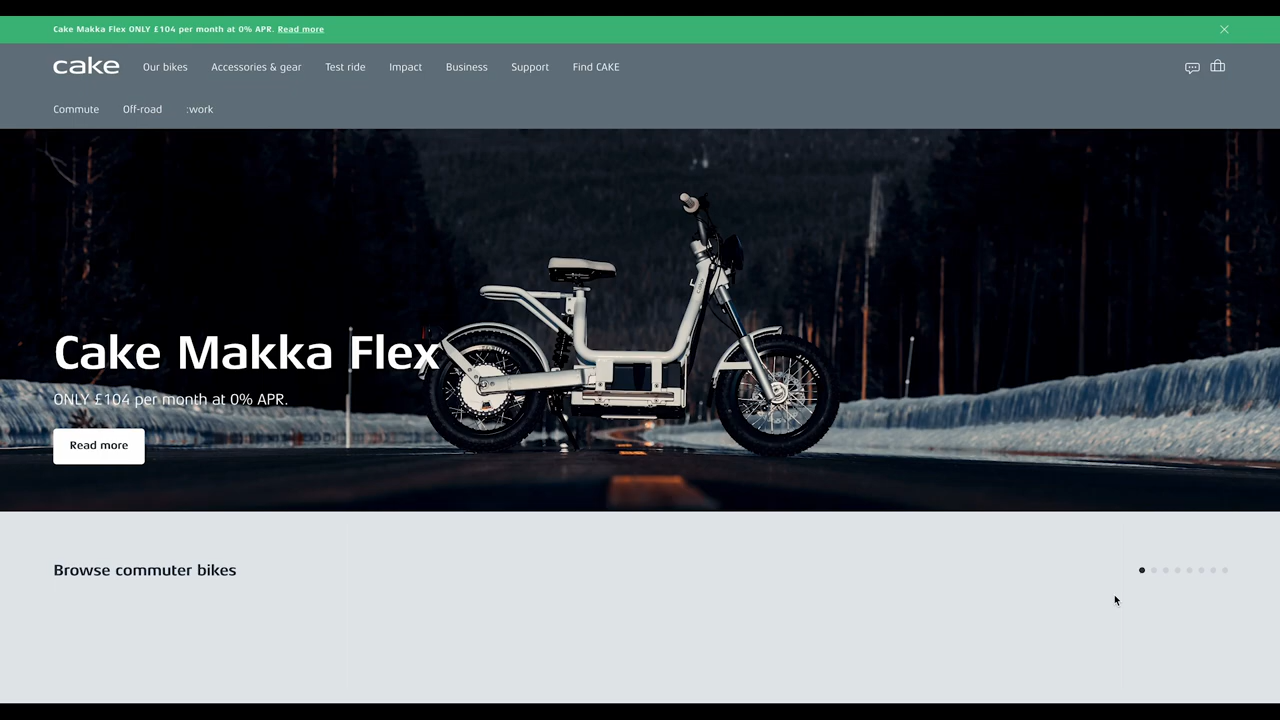 Cake Makka Flex ONLY £104 per month at 0% APR. Read more
cake Our bikes Accessories & gear Test ride Impact Business Support Find CAKE
Commute Off-road :work
Cake Makka Flex
ONLY £104 per month at 0% APR.
Read more
Browse commuter bikes